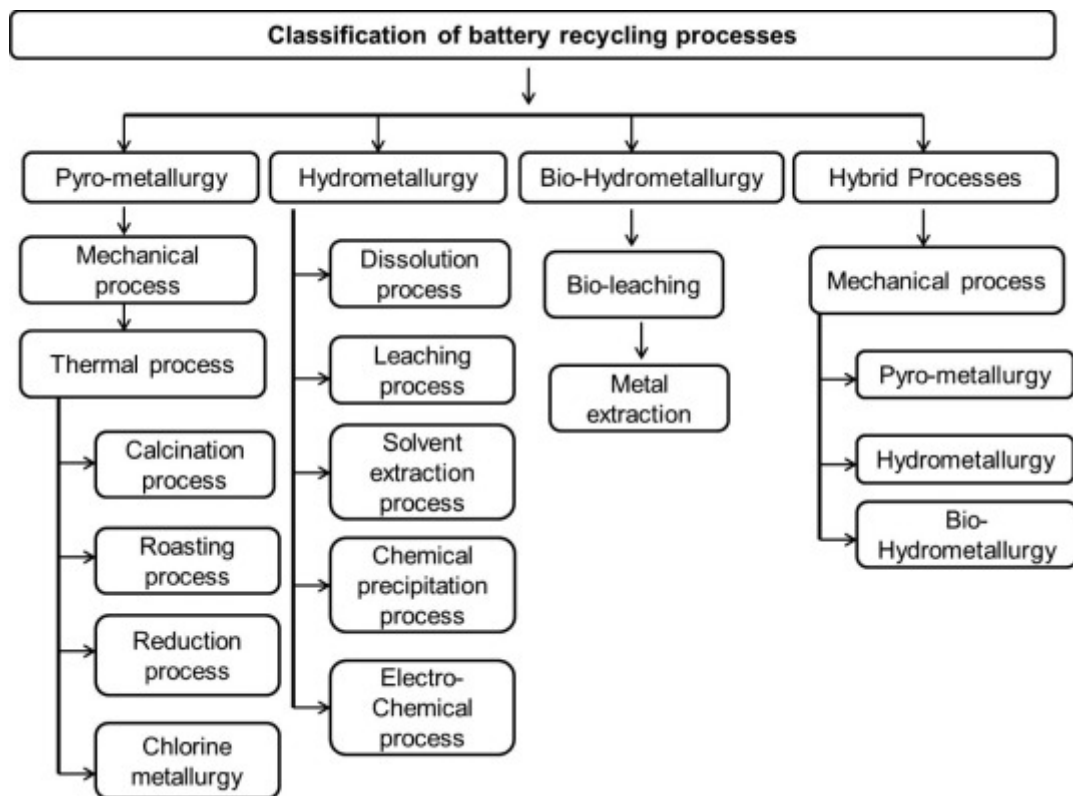 Classification of battery recycling processes
Pyro-metallurgy
Mechanical
process
Thermal process
Calcination
process
Roasting
process
Reduction
process
Chlorine
metallurgy
Hydrometallurgy
Dissolution
process
Leaching
process
Solvent
extraction
process
Chemical
precipitation
process
Electro-
Chemical
process
Bio-Hydrometallurgy
Bio-leaching
Metal
extraction
Hybrid Processes
Mechanical process
Pyro-metallurgy
Hydrometallurgy
Bio-
Hydrometallurgy